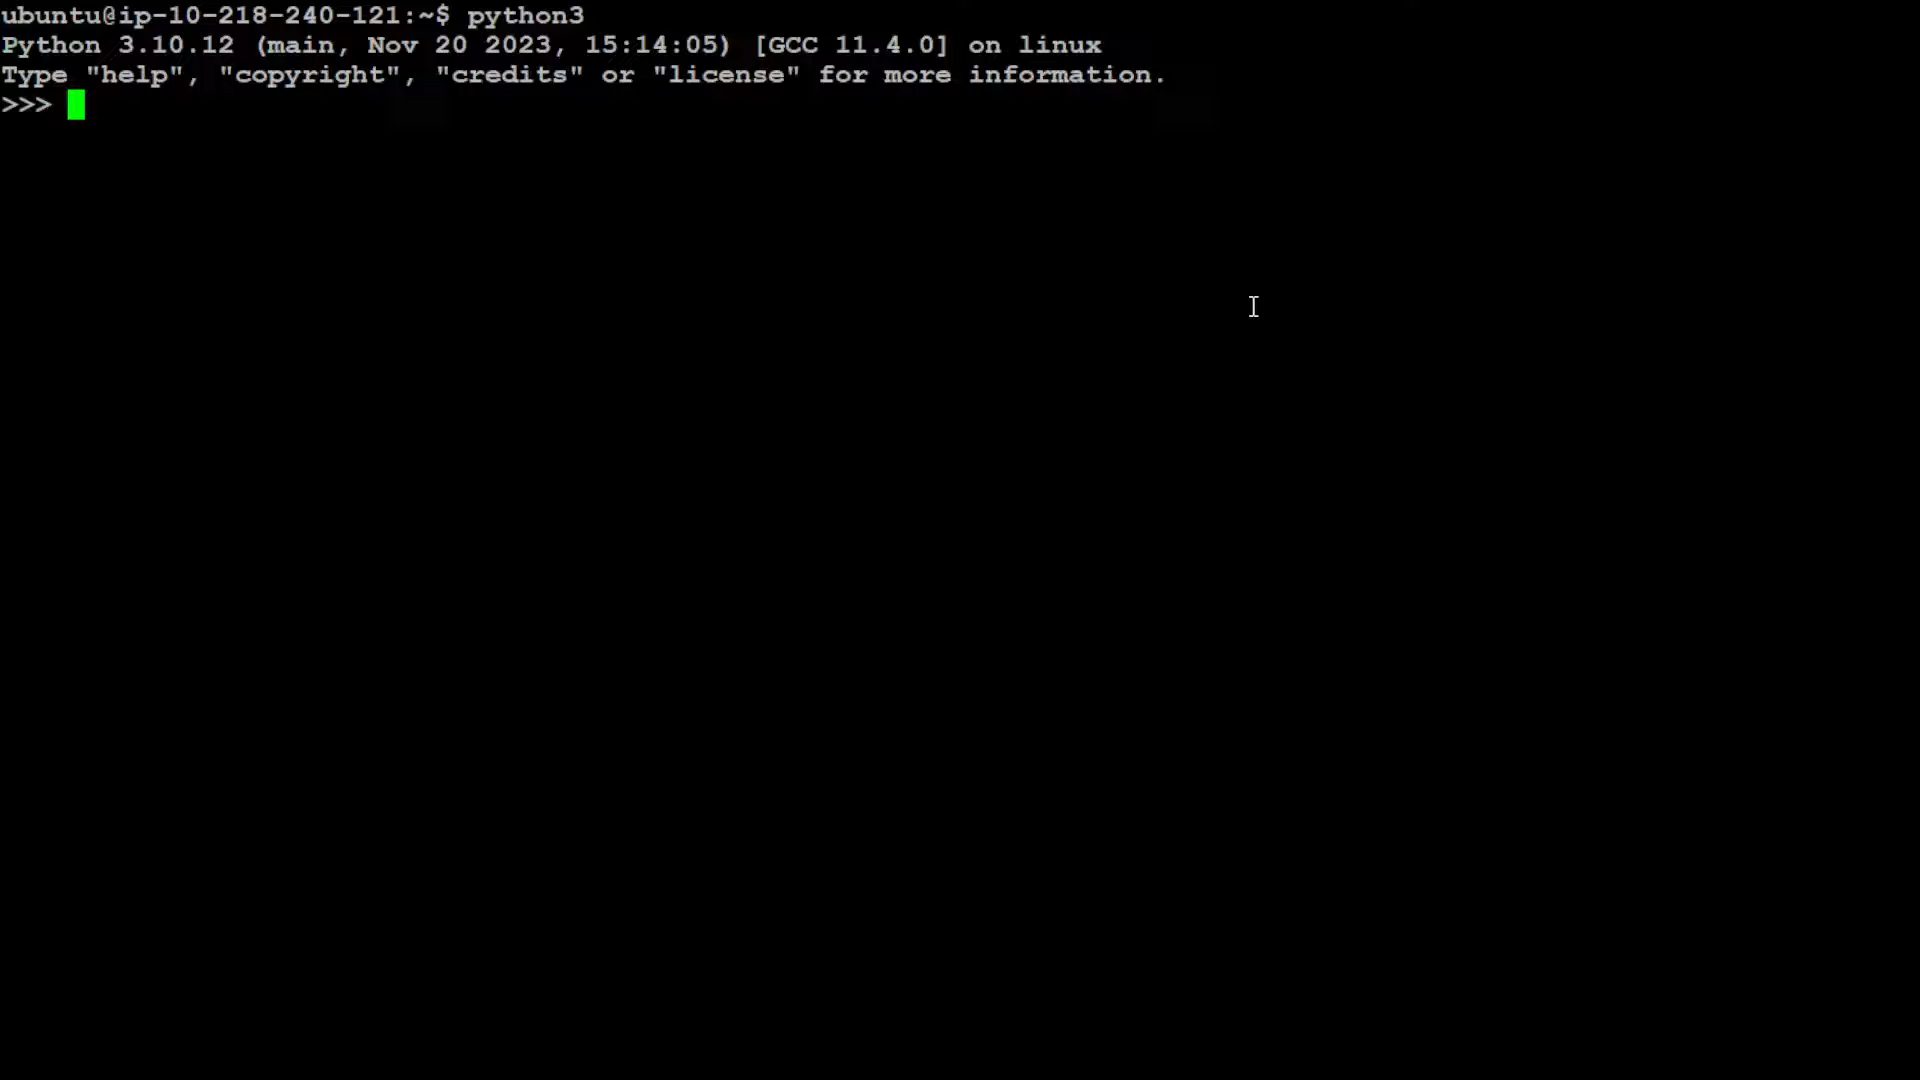 ubuntu@ip-10-218-240-121:~$ python3
Python 3.10.12 (main, Nov 20 2023, 15:14:05) [GCC 11.4.0] on linux
Type "help", "copyright", "credits" or "license" for more information.
>>>